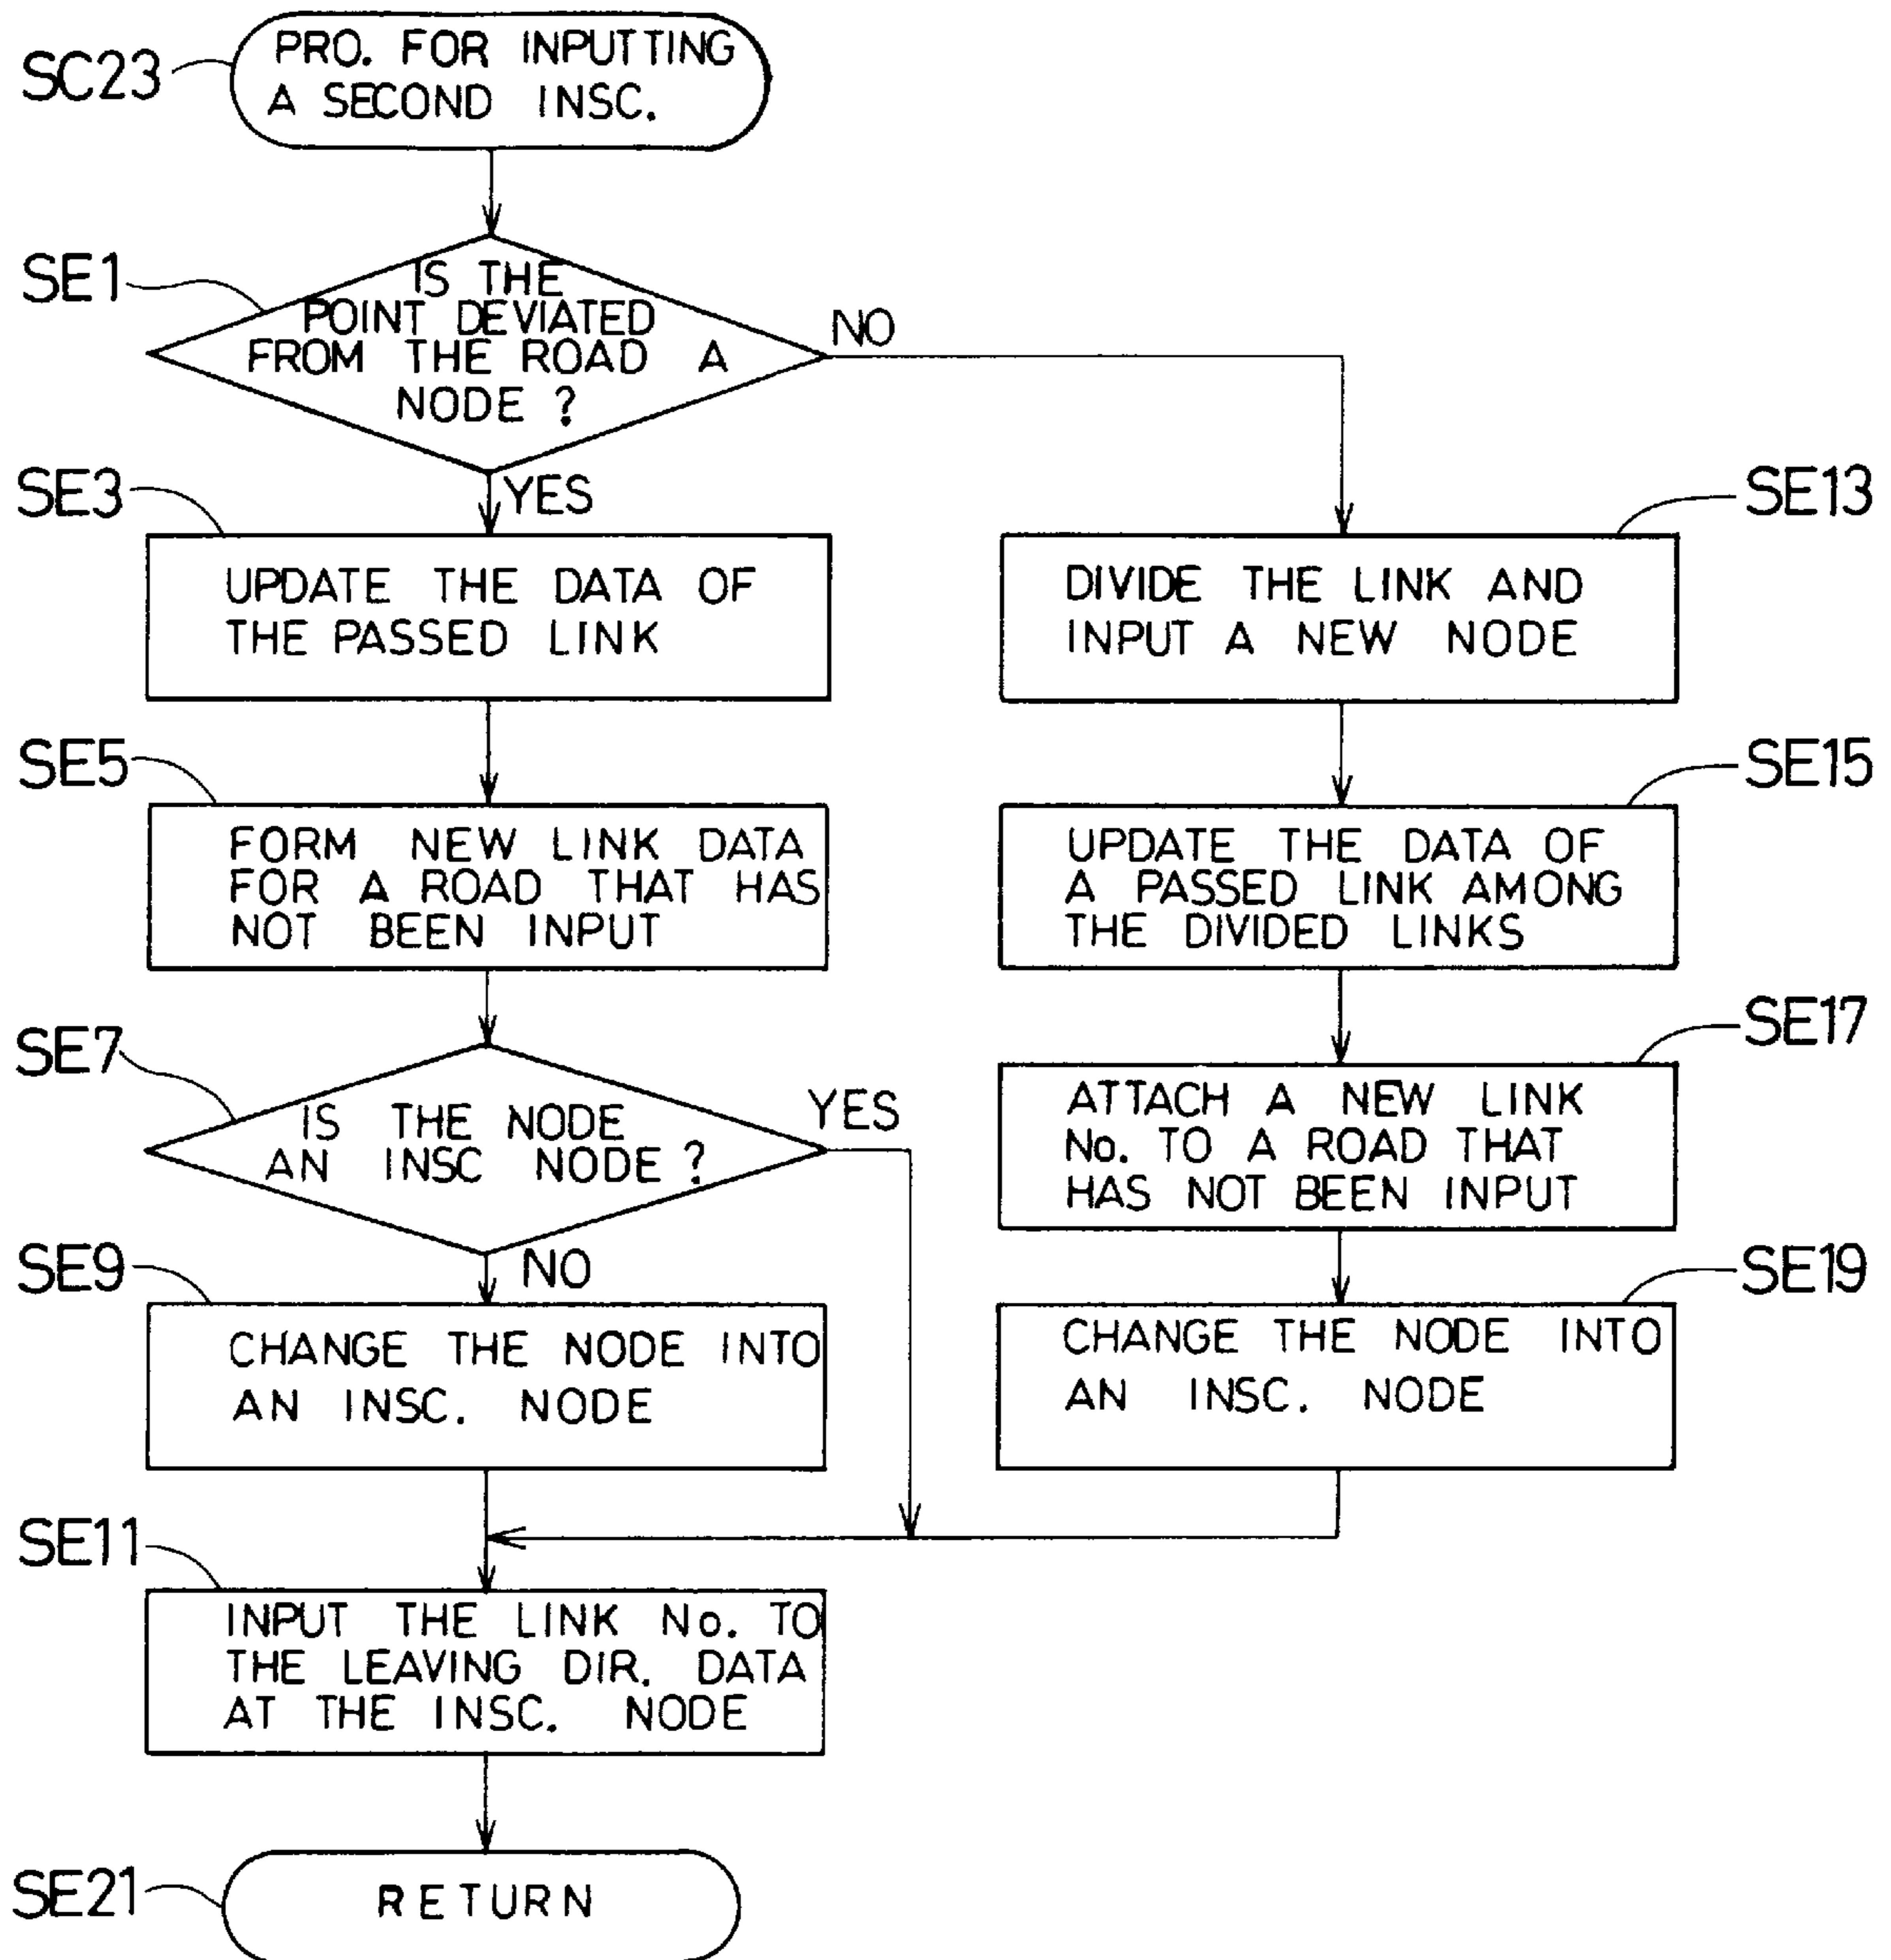 SC23
PRO. FOR INPUTTING
A SECOND INSC.
SE1
IS THE
POINT DEVIATED
FROM THE ROAD A
NODE ?
NO
YES
SE3
UPDATE THE DATA OF
THE PASSED LINK
SE13
DIVIDE THE LINK AND
INPUT A NEW NODE
SE5
FORM NEW LINK DATA
FOR A ROAD THAT HAS
NOT BEEN INPUT
SE15
UPDATE THE DATA OF
A PASSED LINK AMONG
THE DIVIDED LINKS
SE7
IS THE NODE
AN INSC NODE ?
YES
NO
SE17
ATTACH A NEW LINK
No. TO A ROAD THAT
HAS NOT BEEN INPUT
SE9
CHANGE THE NODE INTO
AN INSC. NODE
SE19
CHANGE THE NODE INTO
AN INSC. NODE
SE11
INPUT THE LINK No. TO
THE LEAVING DIR. DATA
AT THE INSC. NODE
SE21
RETURN